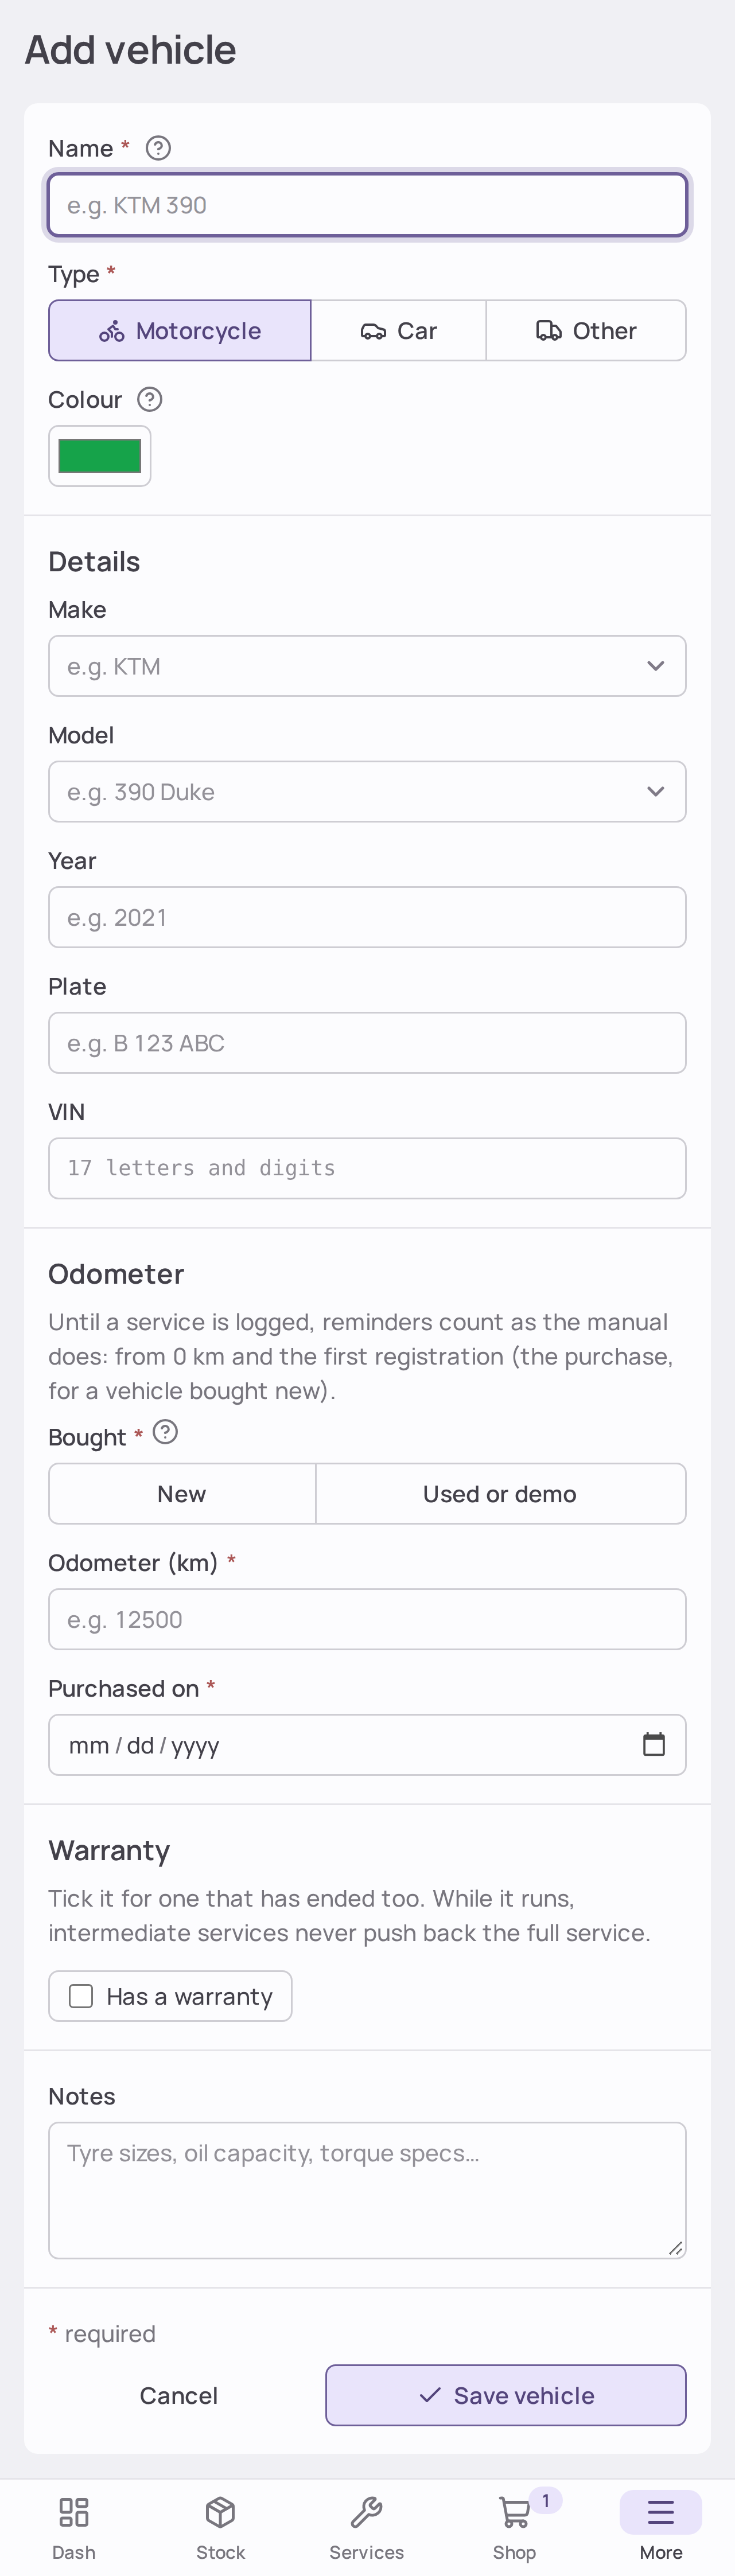 Add vehicle
Name *
e.g. KTM 390
Type *
Motorcycle Car Other
Colour
Details
Make
e.g. KTM
Model
e.g. 390 Duke
Year
e.g. 2021
Plate
e.g. B 123 ABC
VIN
17 letters and digits
Odometer
Until a service is logged, reminders count as the manual
does: from 0 km and the first registration (the purchase,
for a vehicle bought new).
Bought *
New Used or demo
Odometer (km) *
e.g. 12500
Purchased on *
mm / dd / yyyy
Warranty
Tick it for one that has ended too. While it runs,
intermediate services never push back the full service.
Has a warranty
Notes
Tyre sizes, oil capacity, torque specs…
* required
Cancel Save vehicle
1
Dash Stock Services Shop More